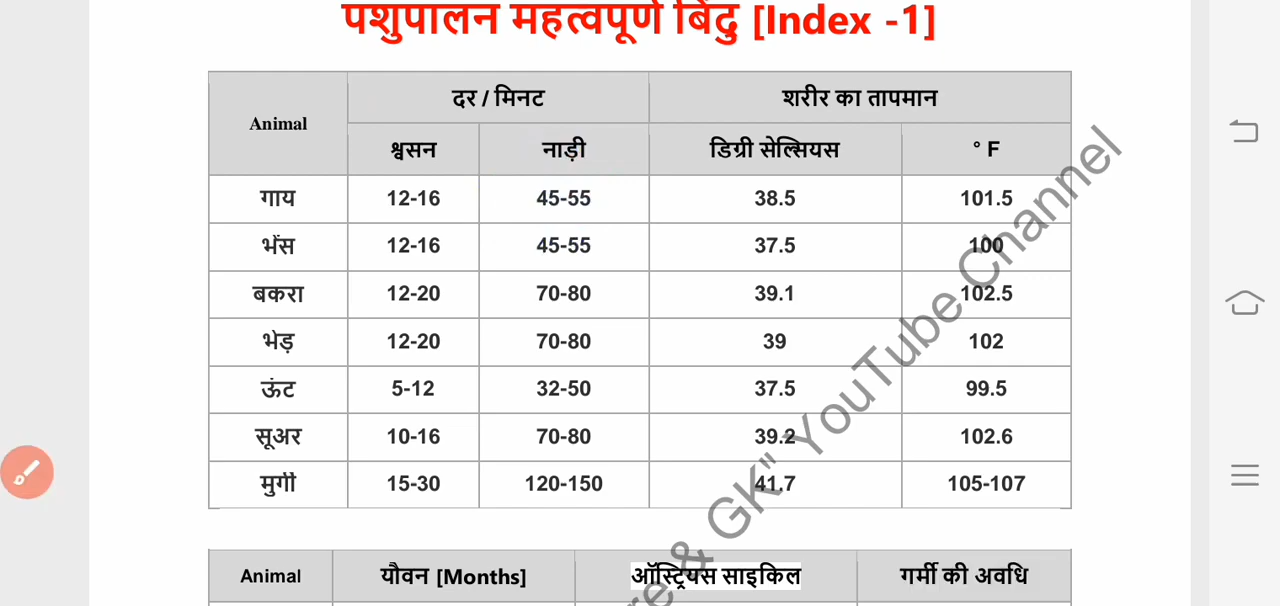 पशुपालन महत्वपूर्ण बिंदु [Index -1]
Animal दर / मिनट शरीर का तापमान
श्वसन नाड़ी डिग्री सेल्सियस ° F
गाय 12-16 45-55 38.5 101.5
भैंस 12-16 45-55 37.5 100
बकरा 12-20 70-80 39.1 102.5
भेड़ 12-20 70-80 39 102
ऊंट 5-12 32-50 37.5 99.5
सूअर 10-16 70-80 39.2 102.6
मुर्गी 15-30 120-150 41.7 105-107
Animal यौवन [Months] ऑस्ट्रियस साइकिल गर्मी की अवधि
& GK" YouTube Channel